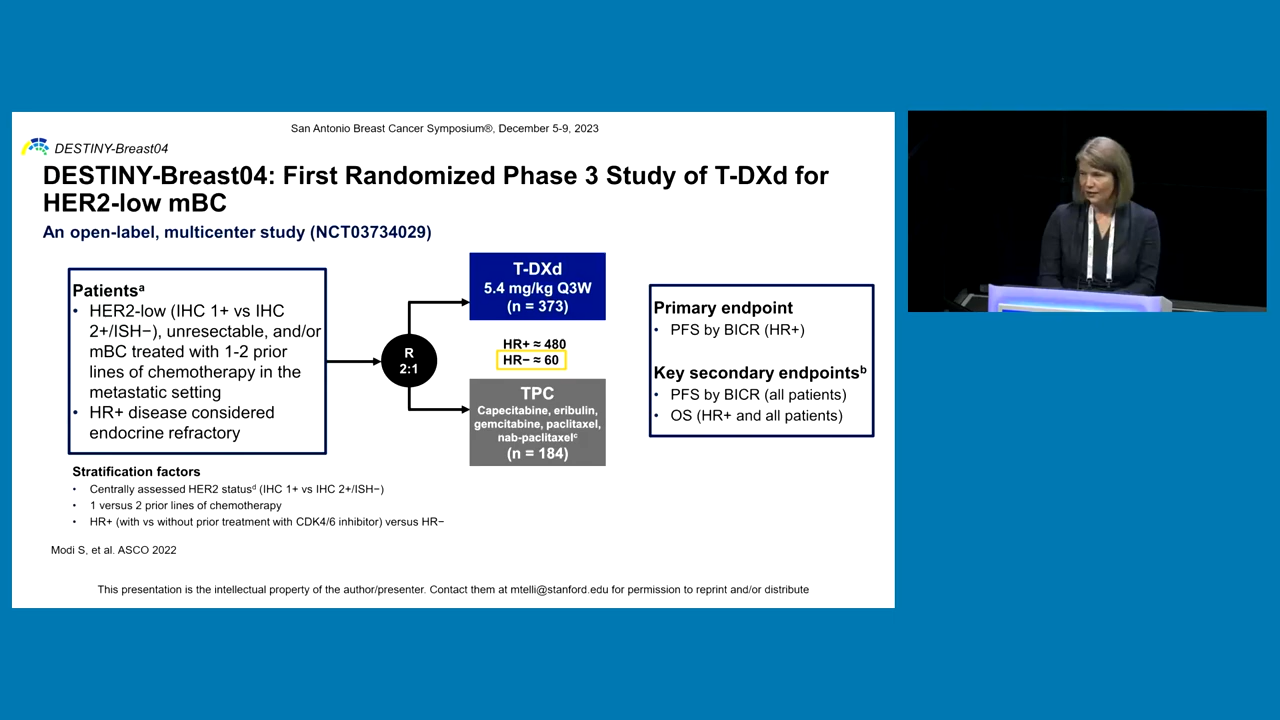 San Antonio Breast Cancer Symposium®, December 5-9, 2023
DESTINY-Breast04
DESTINY-Breast04: First Randomized Phase 3 Study of T-DXd for
HER2-low mBC
An open-label, multicenter study (NCT03734029)
Patientsᵃ
• HER2-low (IHC 1+ vs IHC
2+/ISH−), unresectable, and/or
mBC treated with 1-2 prior
lines of chemotherapy in the
metastatic setting
• HR+ disease considered
endocrine refractory
R
2:1
T-DXd
5.4 mg/kg Q3W
(n = 373)
HR+ ≈ 480
HR− ≈ 60
TPC
Capecitabine, eribulin,
gemcitabine, paclitaxel,
nab-paclitaxelᶜ
(n = 184)
Primary endpoint
• PFS by BICR (HR+)
Key secondary endpointsᵇ
• PFS by BICR (all patients)
• OS (HR+ and all patients)
Stratification factors
• Centrally assessed HER2 statusᵈ (IHC 1+ vs IHC 2+/ISH−)
• 1 versus 2 prior lines of chemotherapy
• HR+ (with vs without prior treatment with CDK4/6 inhibitor) versus HR−
Modi S, et al. ASCO 2022
This presentation is the intellectual property of the author/presenter. Contact them at mtelli@stanford.edu for permission to reprint and/or distribute